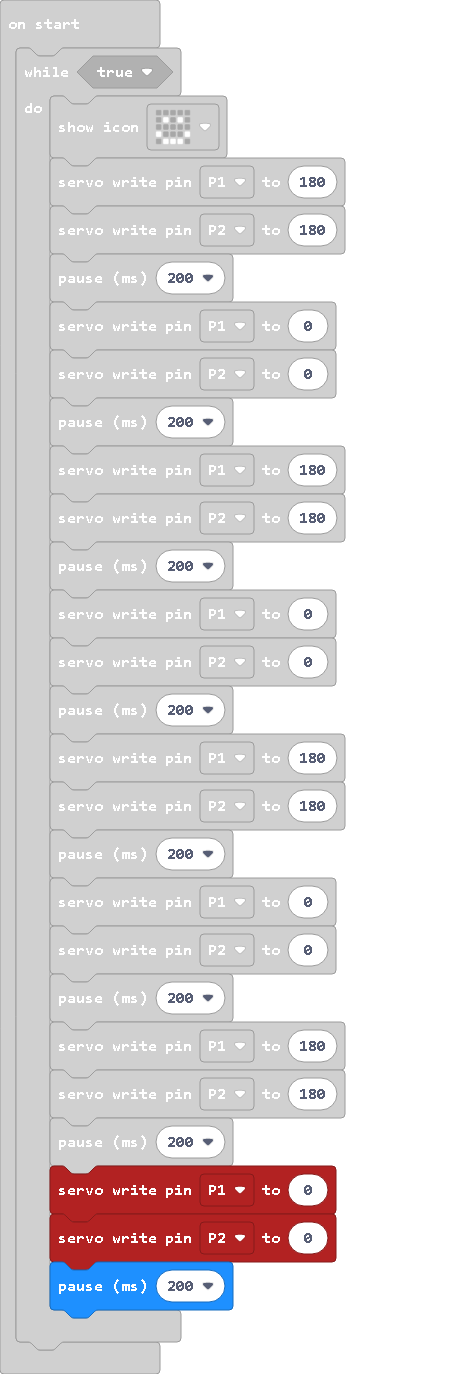 on start
while true
do
show icon
servo write pin P1 to 180
servo write pin P2 to 180
pause (ms) 200
servo write pin P1 to 0
servo write pin P2 to 0
pause (ms) 200
servo write pin P1 to 180
servo write pin P2 to 180
pause (ms) 200
servo write pin P1 to 0
servo write pin P2 to 0
pause (ms) 200
servo write pin P1 to 180
servo write pin P2 to 180
pause (ms) 200
servo write pin P1 to 0
servo write pin P2 to 0
pause (ms) 200
servo write pin P1 to 180
servo write pin P2 to 180
pause (ms) 200
servo write pin P1 to 0
servo write pin P2 to 0
pause (ms) 200